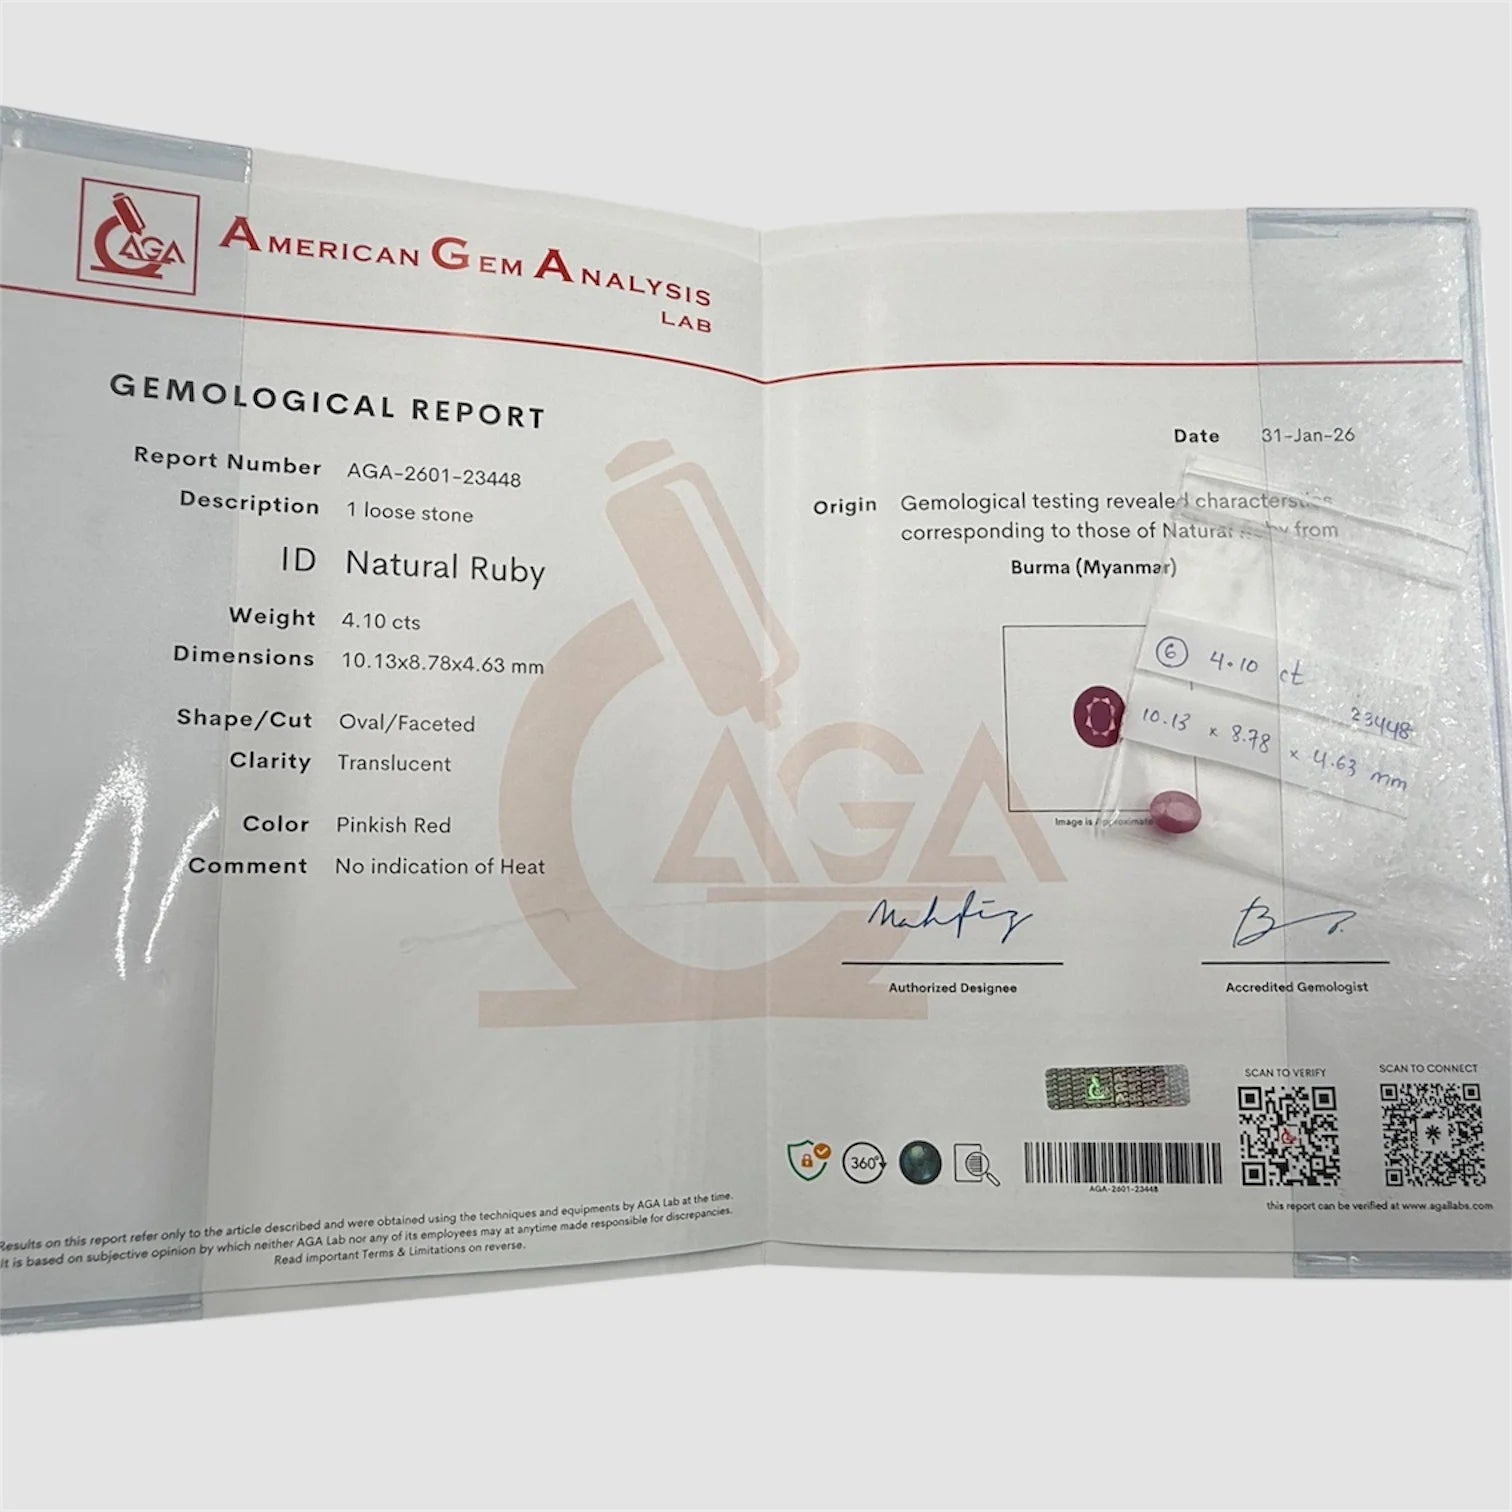 AGA
AMERICAN GEM ANALYSIS
LAB
GEMOLOGICAL REPORT
Report Number AGA-2601-23448
Description 1 loose stone
ID Natural Ruby
Weight 4.10 cts
Dimensions 10.13x8.78x4.63 mm
Shape/Cut Oval/Faceted
Clarity Translucent
Color Pinkish Red
Comment No indication of Heat
Results on this report refer only to the article described and were obtained using the techniques and equipments by AGA Lab at the time.
It is based on subjective opinion by which neither AGA Lab nor any of its employees may at anytime made responsible for discrepancies.
Read important Terms & Limitations on reverse.
AGA
Date 31-Jan-26
Origin Gemological testing revealed
corresponding to those of Natural from
Burma (Myanmar)
6 4.10 ct
23448
10.13 x 8.78 x 4.63 mm
Image is Approximate
Authorized Designee
Accredited Gemologist
SCAN TO VERIFY
SCAN TO CONNECT
360°
AGA-2601-23448
this report can be verified at www.agallabs.com